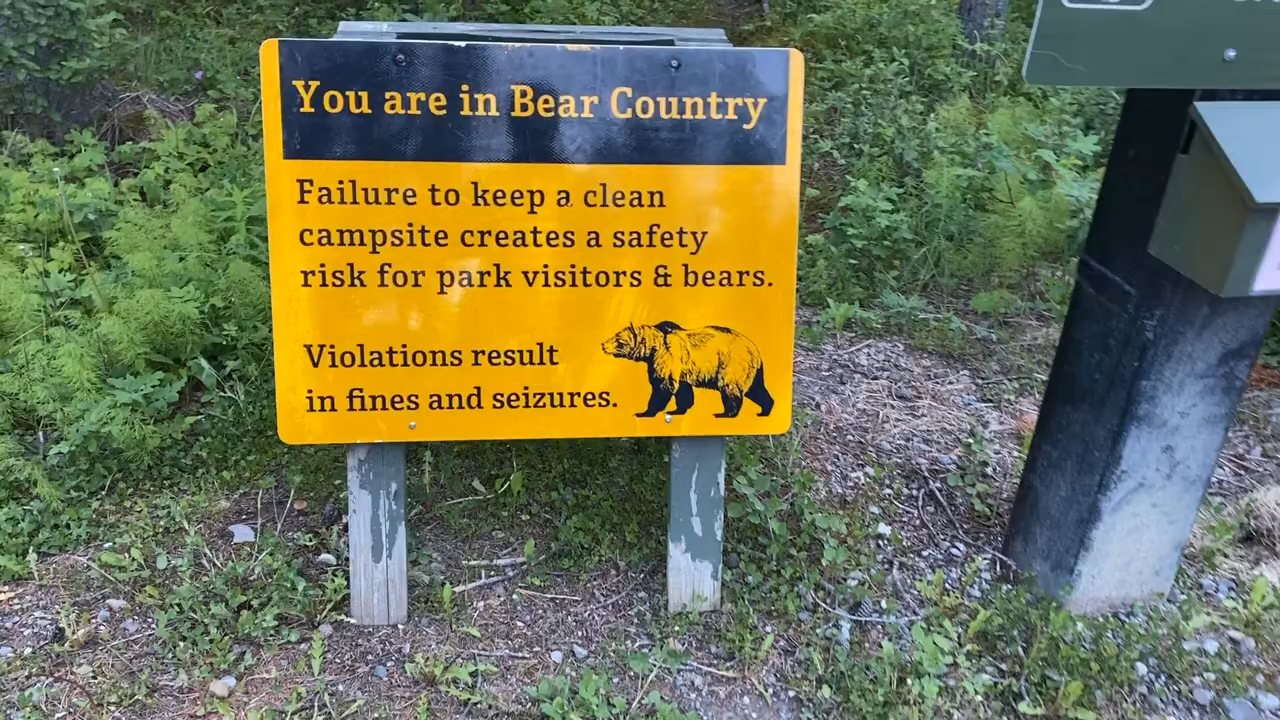 You are in Bear Country
Failure to keep a clean
campsite creates a safety
risk for park visitors & bears.
Violations result
in fines and seizures.